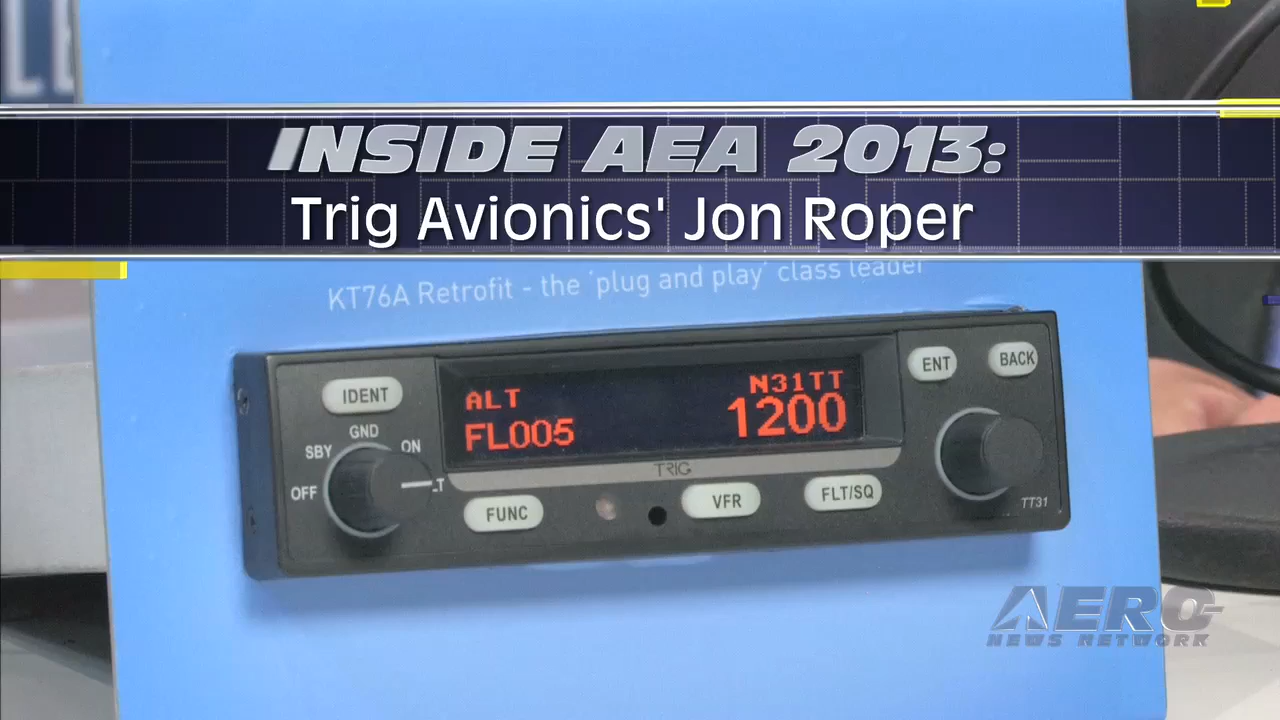 INSIDE AEA 2013:
Trig Avionics' Jon Roper
KT76A Retrofit - the 'plug and play' class leader
IDENT
GND
SBY
ON
OFF
LT
ALT
N31TT
FL005
1200
ENT
BACK
TRIG
FUNC
VFR
FLT/SQ
TT31
AERO
NEWS NETWORK